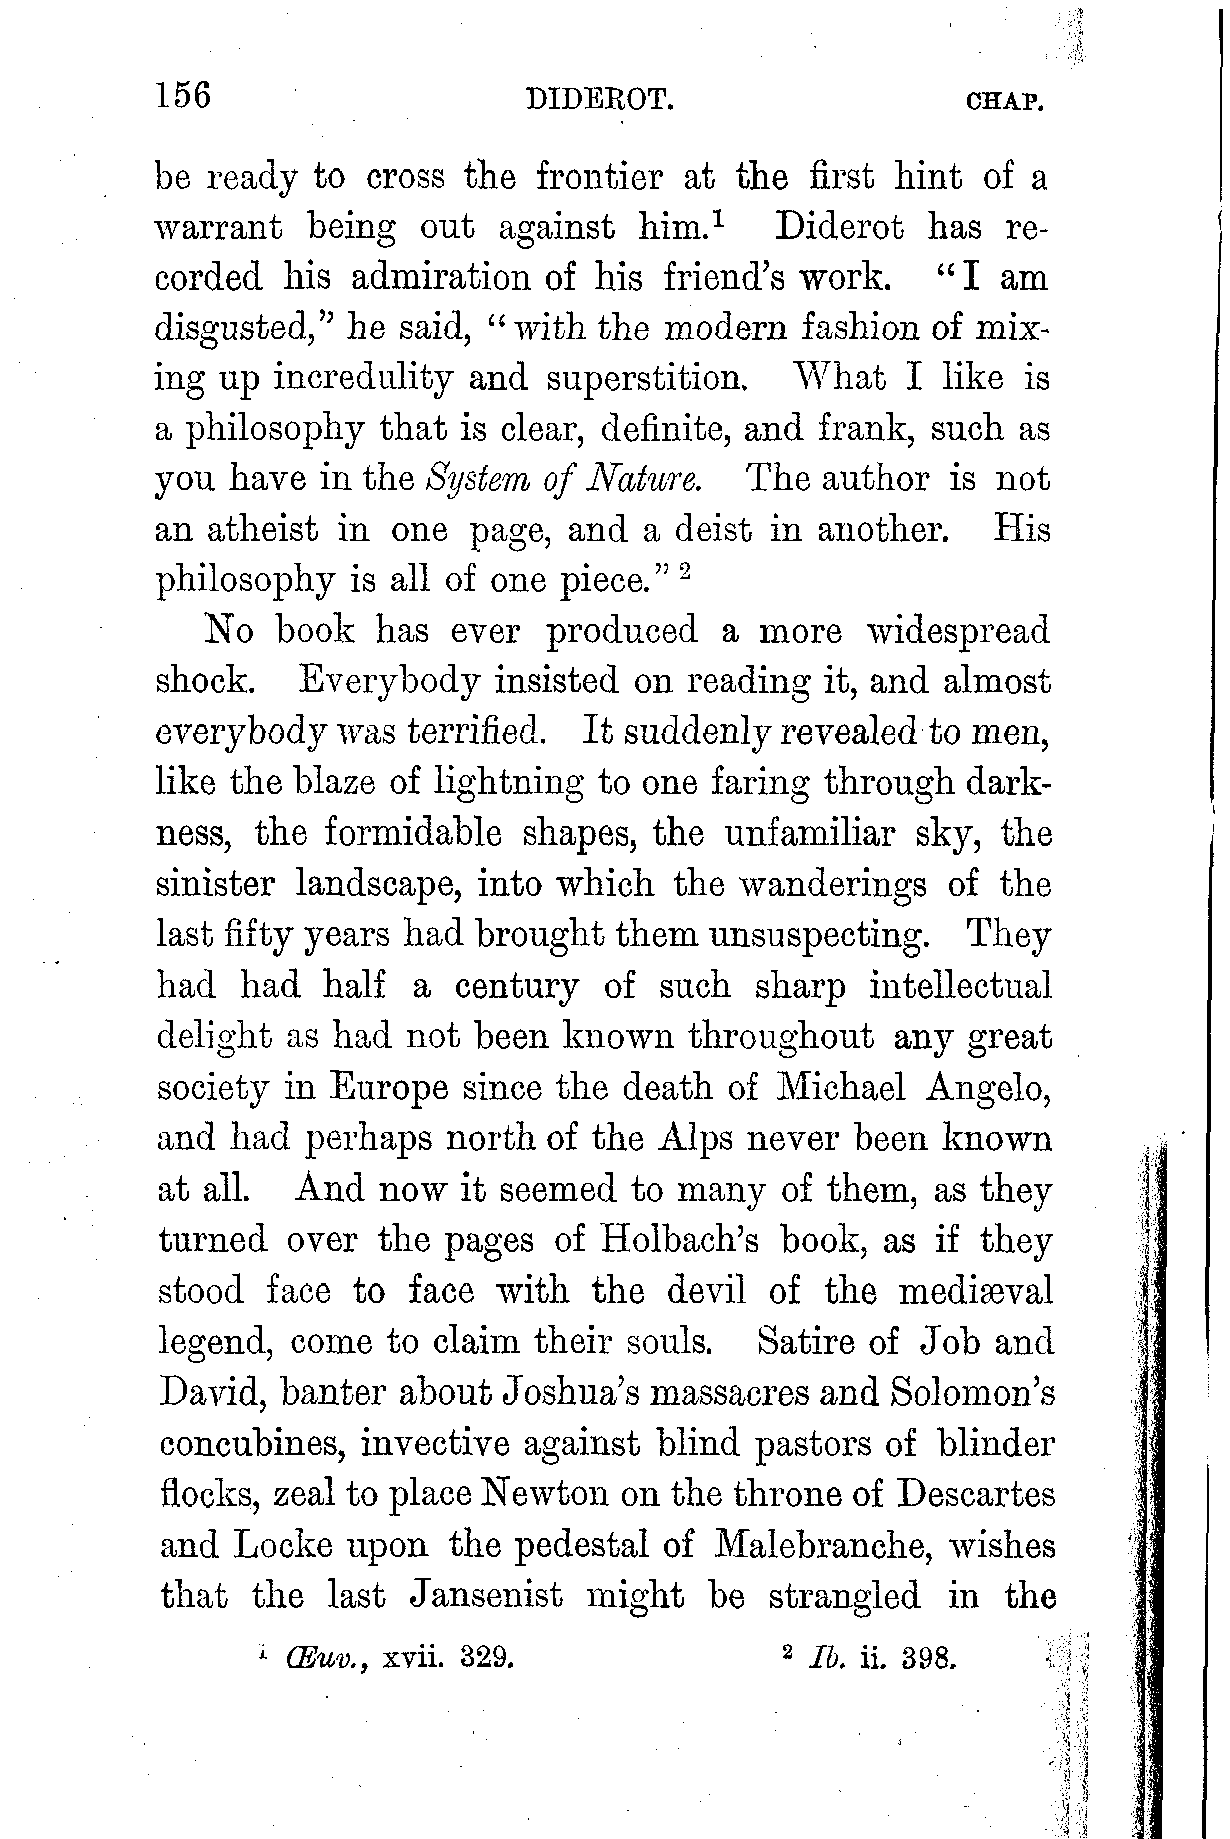 156 DIDEROT. CHAP.
be ready to cross the frontier at the first hint of a
warrant being out against him.¹ Diderot has re-
corded his admiration of his friend's work. "I am
disgusted," he said, "with the modern fashion of mix-
ing up incredulity and superstition. What I like is
a philosophy that is clear, definite, and frank, such as
you have in the System of Nature. The author is not
an atheist in one page, and a deist in another. His
philosophy is all of one piece." ²
No book has ever produced a more widespread
shock. Everybody insisted on reading it, and almost
everybody was terrified. It suddenly revealed to men,
like the blaze of lightning to one faring through dark-
ness, the formidable shapes, the unfamiliar sky, the
sinister landscape, into which the wanderings of the
last fifty years had brought them unsuspecting. They
had had half a century of such sharp intellectual
delight as had not been known throughout any great
society in Europe since the death of Michael Angelo,
and had perhaps north of the Alps never been known
at all. And now it seemed to many of them, as they
turned over the pages of Holbach's book, as if they
stood face to face with the devil of the mediæval
legend, come to claim their souls. Satire of Job and
David, banter about Joshua's massacres and Solomon's
concubines, invective against blind pastors of blinder
flocks, zeal to place Newton on the throne of Descartes
and Locke upon the pedestal of Malebranche, wishes
that the last Jansenist might be strangled in the
¹ Œuv., xvii. 329. ² Ib. ii. 398.